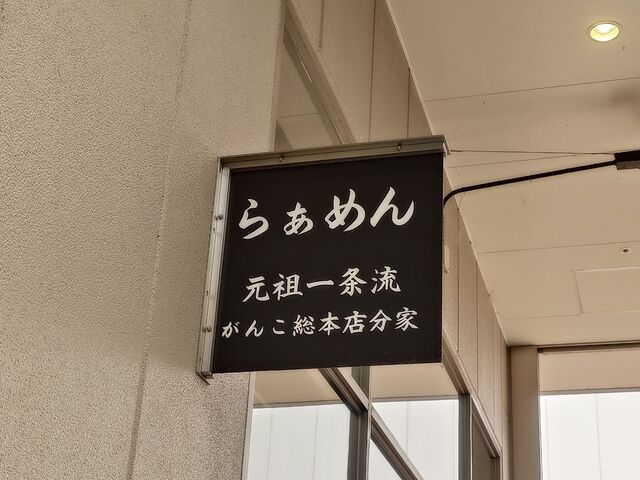 らぁめん
元祖一条流
がんこ総本店分家